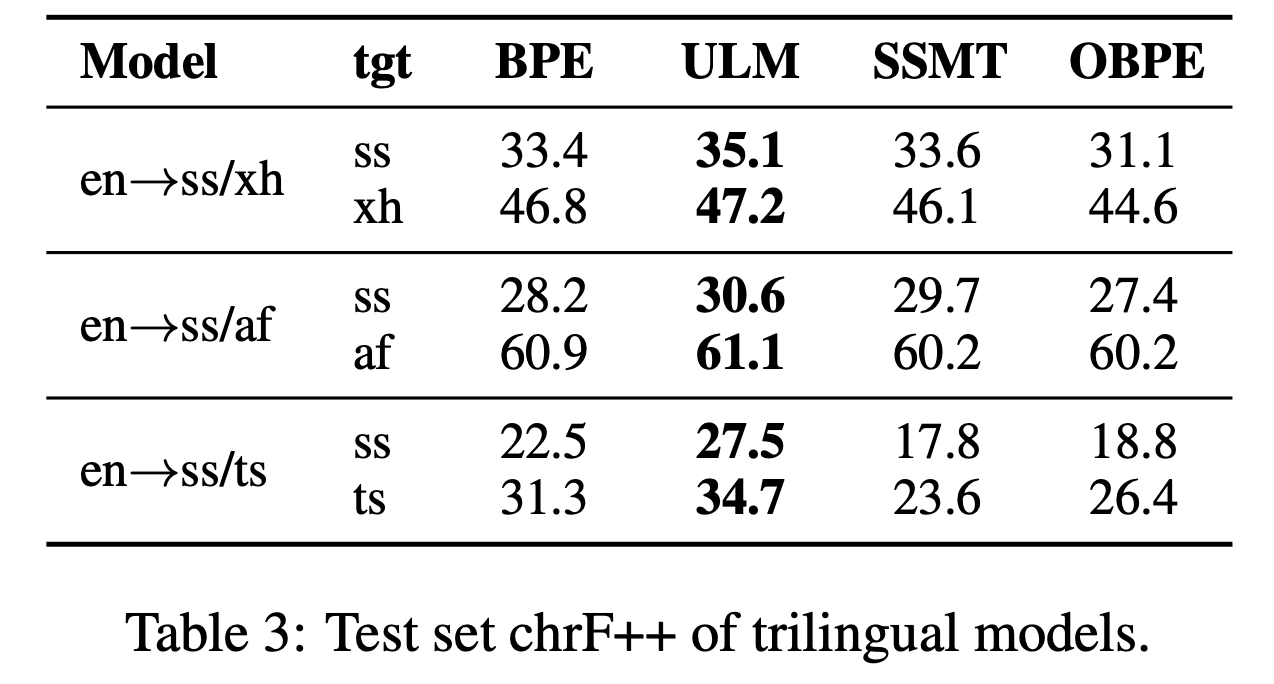 Model tgt BPE ULM SSMT OBPE
en→ss/xh ss 33.4 35.1 33.6 31.1
xh 46.8 47.2 46.1 44.6
en→ss/af ss 28.2 30.6 29.7 27.4
af 60.9 61.1 60.2 60.2
en→ss/ts ss 22.5 27.5 17.8 18.8
ts 31.3 34.7 23.6 26.4
Table 3: Test set chrF++ of trilingual models.